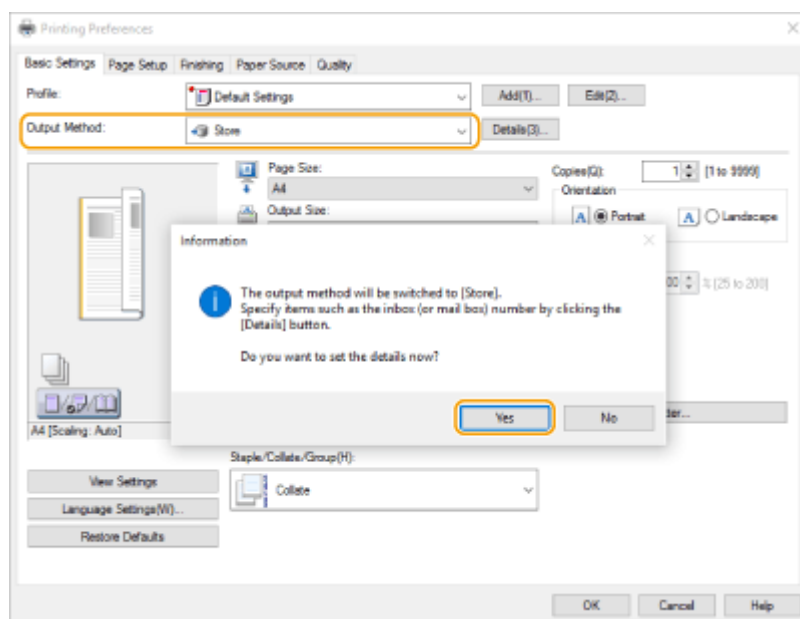 Printing Preferences
Basic Settings Page Setup Finishing Paper Source Quality
Profile: Default Settings Add(1)... Edit(2)...
Output Method: Store Details(3)...
Page Size:
A4
Output Size:
Copies(Q): 1 [1 to 9999]
Orientation
A Portrait A Landscape
00 % [25 to 200]
Information
The output method will be switched to [Store].
Specify items such as the inbox (or mail box) number by clicking the
[Details] button.
Do you want to set the details now?
Yes No
A4 [Scaling: Auto]
Staple/Collate/Group(H):
Collate
View Settings
Language Settings(W)...
Restore Defaults
OK Cancel Help